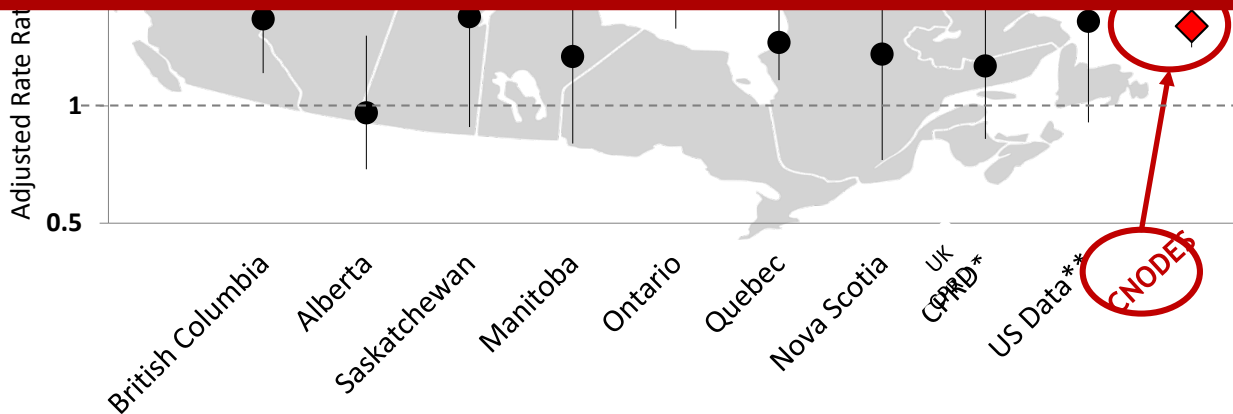 Adjusted Rate Rat
1
0.5
British Columbia
Alberta
Saskatchewan
Manitoba
Ontario
Quebec
Nova Scotia
UK
CPRD*
US Data**
CNODES